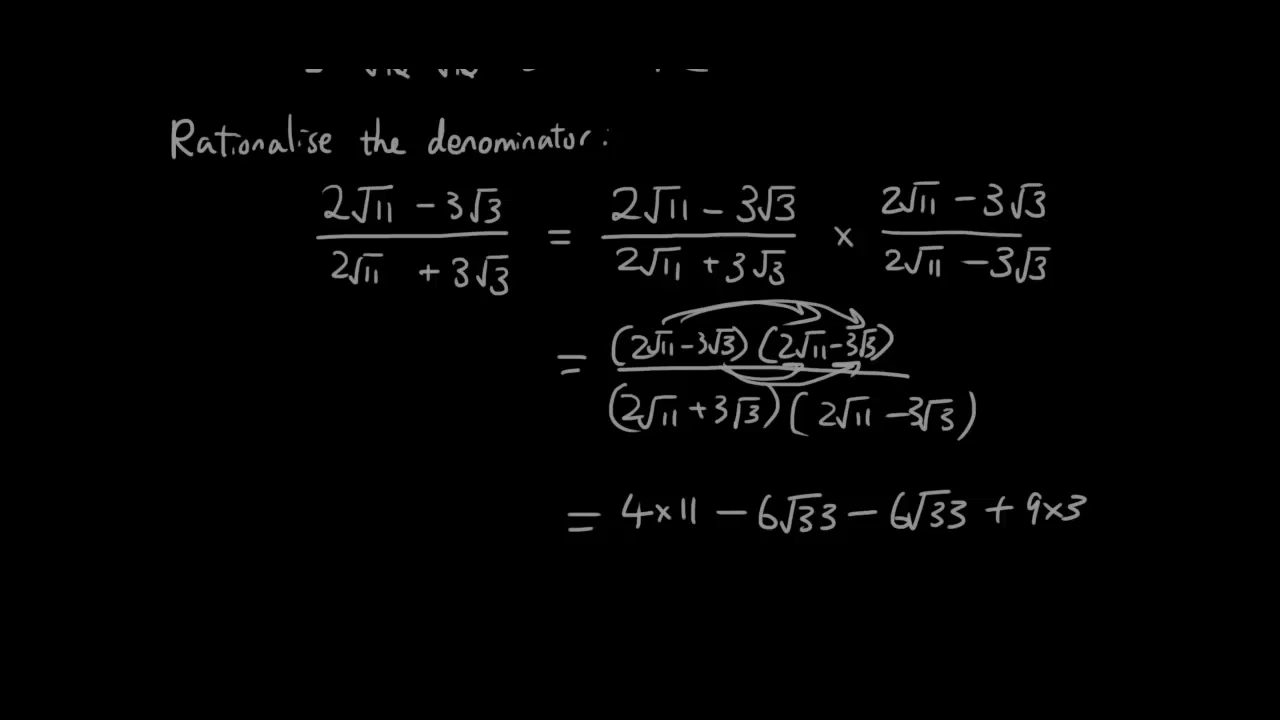 Rationalise the denominator:
2√11 - 3√3 / 2√11 + 3√3 = 2√11 - 3√3 / 2√11 + 3√3 × 2√11 - 3√3 / 2√11 - 3√3
= (2√11 - 3√3)(2√11 - 3√3) / (2√11 + 3√3)(2√11 - 3√3)
= 4×11 - 6√33 - 6√33 + 9×3